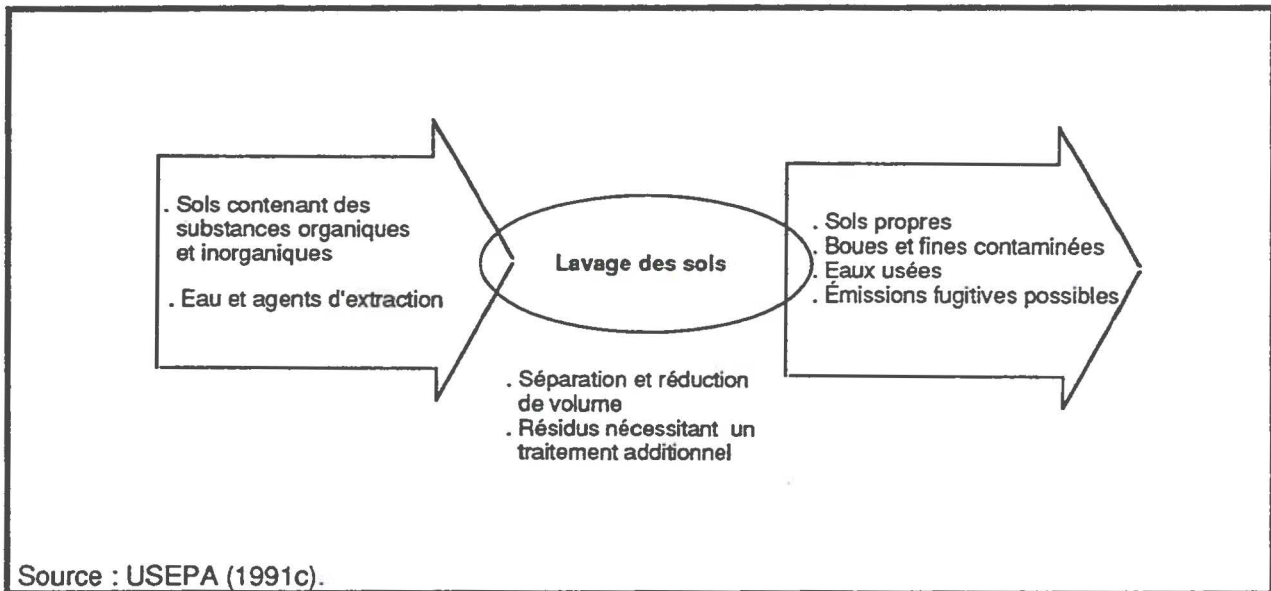 . Sols contenant des
substances organiques
et inorganiques
. Eau et agents d'extraction
Lavage des sols
. Séparation et réduction
de volume
. Résidus nécessitant un
traitement additionnel
. Sols propres
. Boues et fines contaminées
. Eaux usées
. Émissions fugitives possibles
Source : USEPA (1991c).